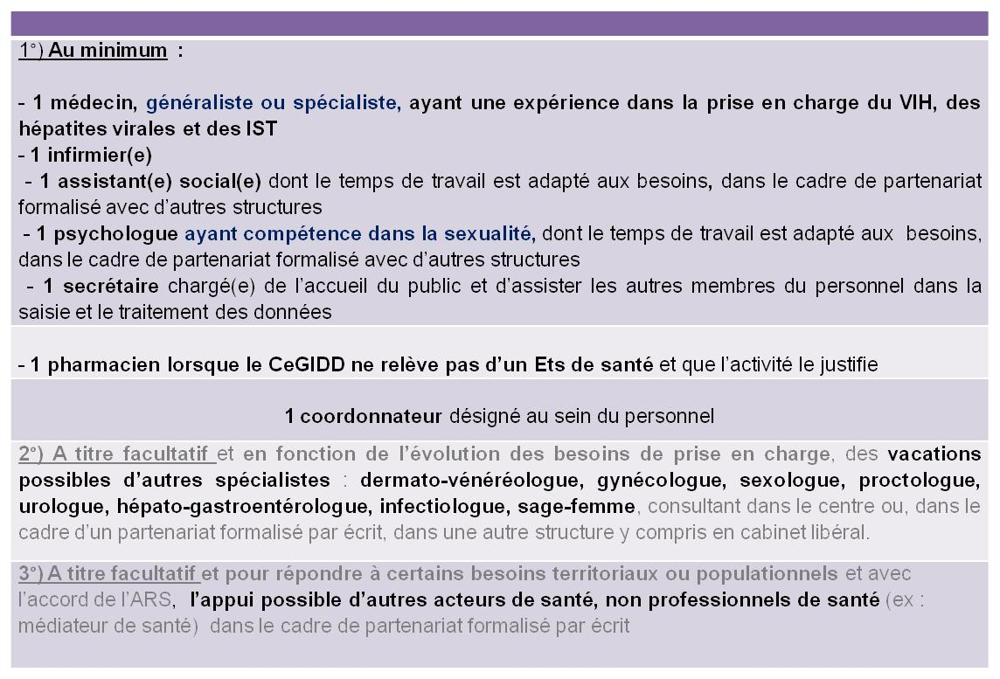 1°) Au minimum :
- 1 médecin, généraliste ou spécialiste, ayant une expérience dans la prise en charge du VIH, des
hépatites virales et des IST
- 1 infirmier(e)
- 1 assistant(e) social(e) dont le temps de travail est adapté aux besoins, dans le cadre de partenariat
formalisé avec d'autres structures
- 1 psychologue ayant compétence dans la sexualité, dont le temps de travail est adapté aux besoins,
dans le cadre de partenariat formalisé avec d'autres structures
- 1 secrétaire chargé(e) de l'accueil du public et d'assister les autres membres du personnel dans la
saisie et le traitement des données
- 1 pharmacien lorsque le CeGIDD ne relève pas d'un Ets de santé et que l'activité le justifie
1 coordonnateur désigné au sein du personnel
2°) A titre facultatif et en fonction de l'évolution des besoins de prise en charge, des vacations
possibles d'autres spécialistes : dermato-vénéréologue, gynécologue, sexologue, proctologue,
urologue, hépato-gastroentérologue, infectiologue, sage-femme, consultant dans le centre ou, dans le
cadre d'un partenariat formalisé par écrit, dans une autre structure y compris en cabinet libéral.
3°) A titre facultatif et pour répondre à certains besoins territoriaux ou populationnels et avec
l'accord de l'ARS, l'appui possible d'autres acteurs de santé, non professionnels de santé (ex :
médiateur de santé) dans le cadre de partenariat formalisé par écrit